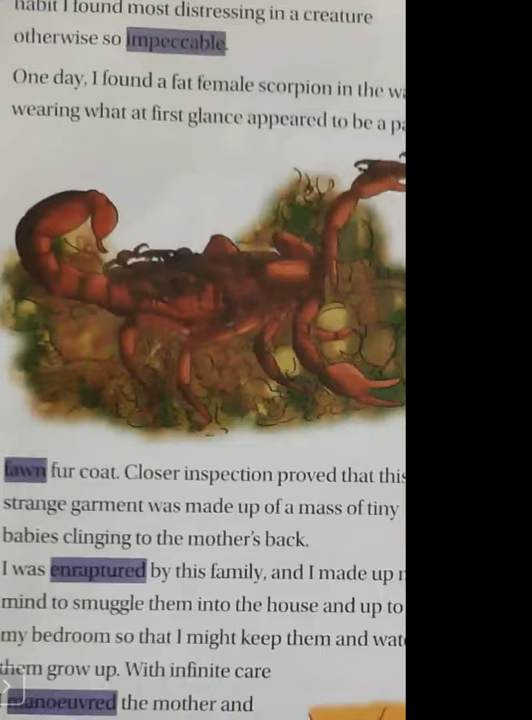 habit I found most distressing in a creature
otherwise so impeccable.
One day, I found a fat female scorpion in the
wearing what at first glance appeared to be a
fawn fur coat. Closer inspection proved that this
strange garment was made up of a mass of tiny
babies clinging to the mother's back.
I was enraptured by this family, and I made up
mind to smuggle them into the house and up to
my bedroom so that I might keep them and
them grow up. With infinite care
I manoeuvred the mother and